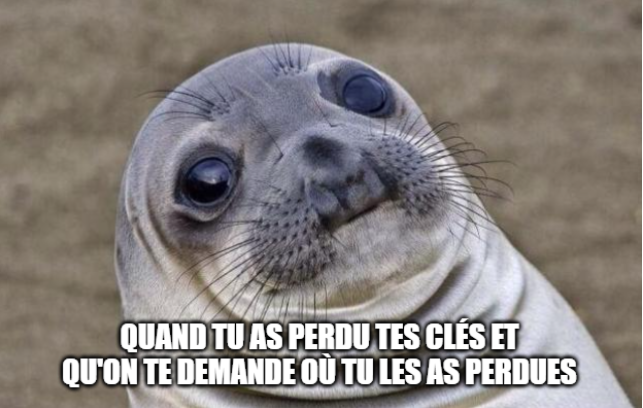 QUAND TU AS PERDU TES CLÉS ET
QU'ON TE DEMANDE OÙ TU LES AS PERDUES